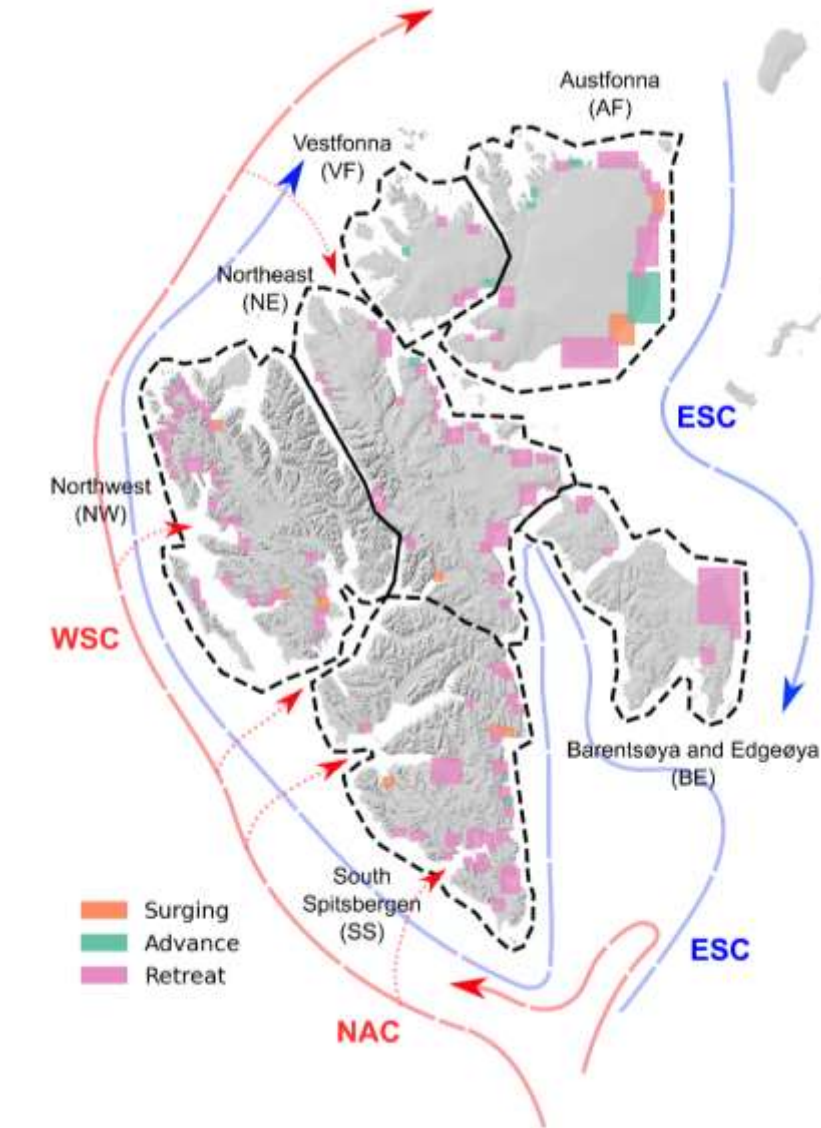 Austfonna
(AF)
Vestfonna
(VF)
Northeast
(NE)
ESC
Northwest
(NW)
WSC
Barentsøya and Edgeøya
(BE)
South
Spitsbergen
(SS)
Surging
Advance
Retreat
ESC
NAC